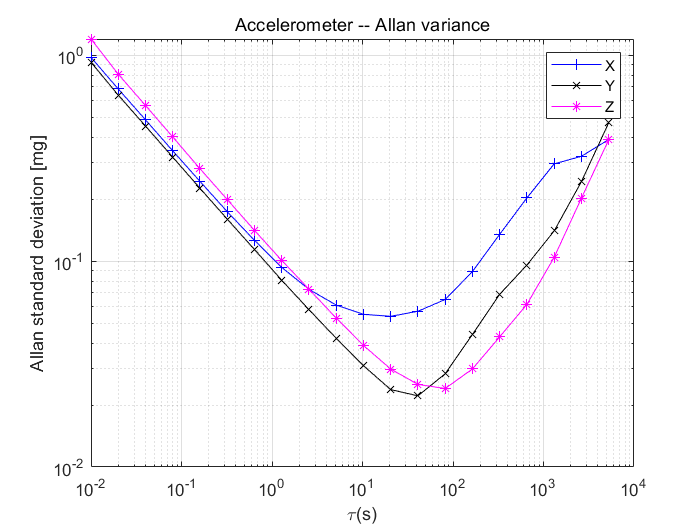 Accelerometer -- Allan variance
X
Y
Z
10^0
10^-1
10^-2
Allan standard deviation [mg]
10^-2
10^-1
10^0
10^1
10^2
10^3
10^4
τ(s)